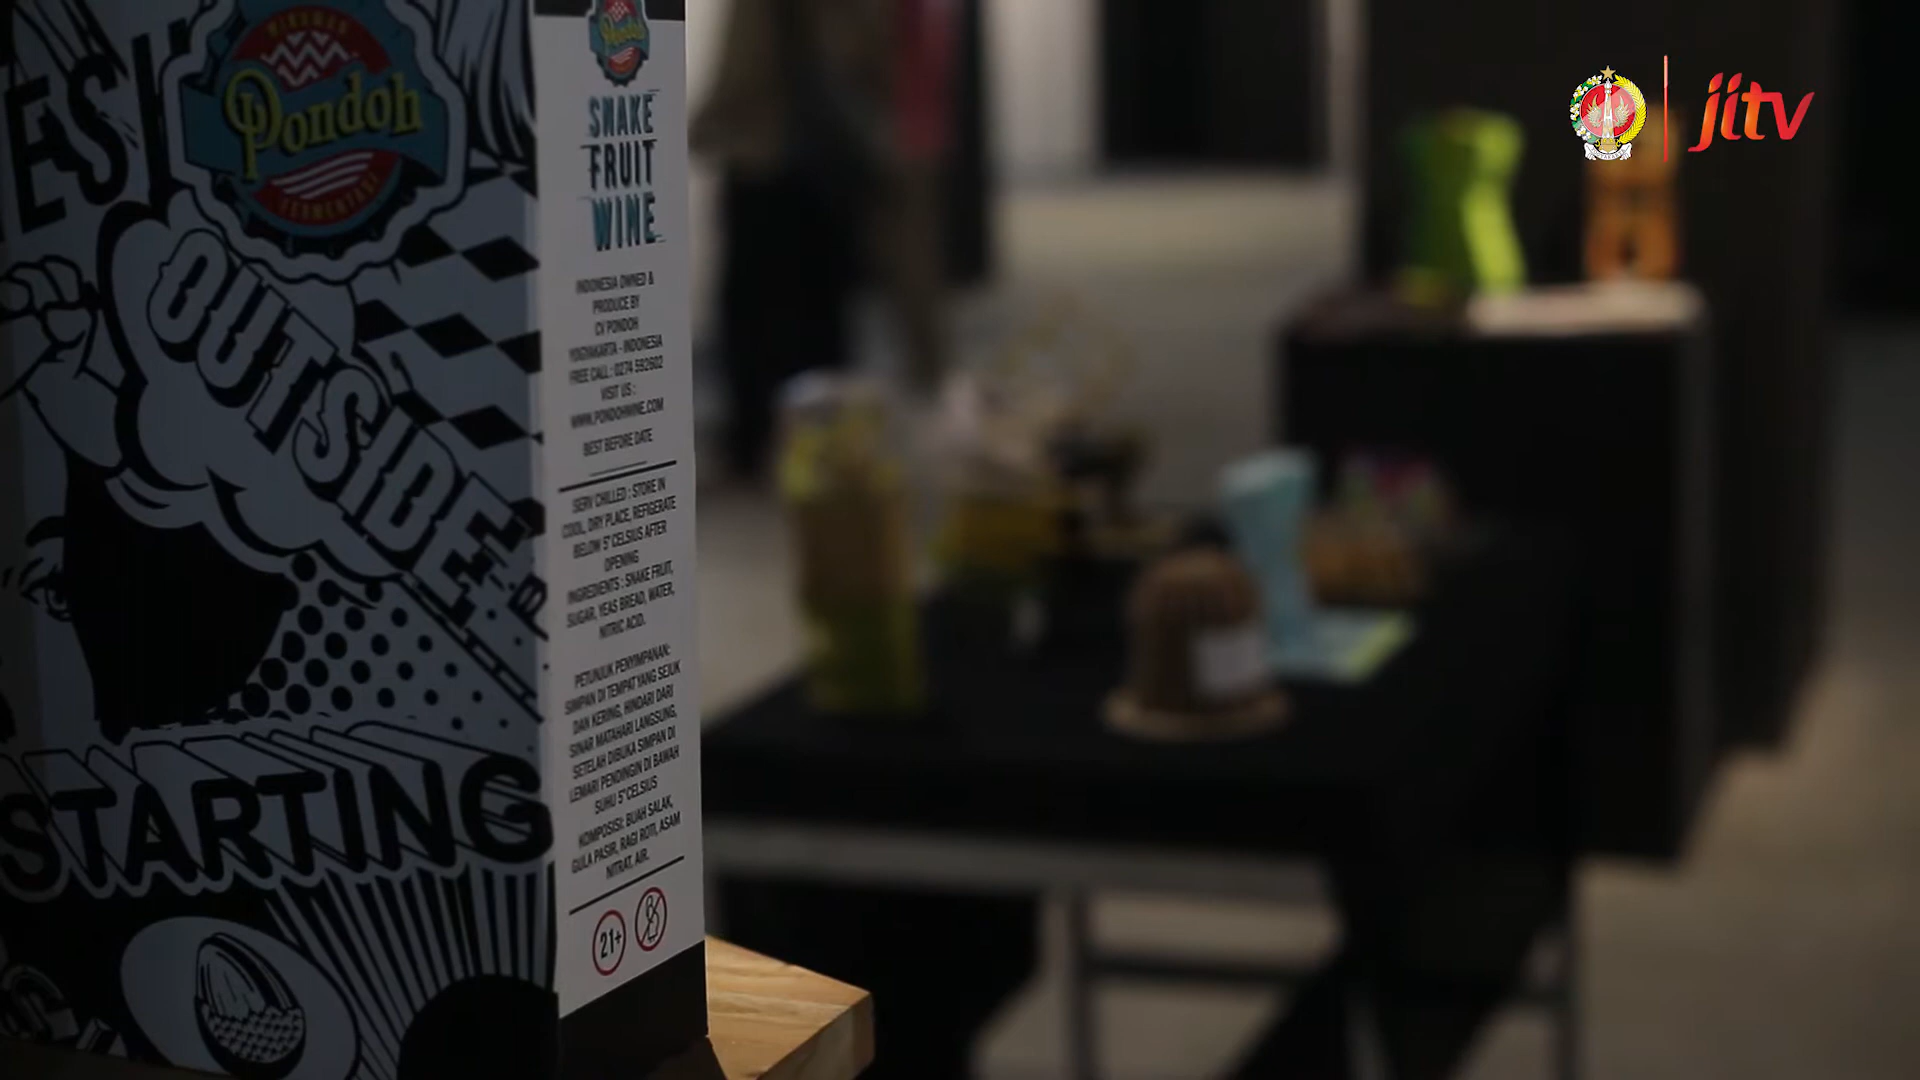 MINUMAN
Pondoh
FERMENTASI
OUTSIDE
STARTING
Pondoh
SNAKE
FRUIT
WINE
INDONESIA OWNED &
PRODUCE BY
CV PONDOH
YOGYAKARTA - INDONESIA
FREE CALL : 0274 592602
VISIT US :
WWW.PONDOHWINE.COM
BEST BEFORE DATE
SERV CHILLED : STORE IN
COOL, DRY PLACE, REFIGERATE
BELOW 5° CELSIUS AFTER
OPENING
INGREDIENTS : SNAKE FRUIT,
SUGAR, YEAS BREAD, WATER,
NITRIC ACID.
PETUNJUK PENYIMPANAN:
SIMPAN DI TEMPAT YANG SEJUK
DAN KERING, HINDARI DARI
SINAR MATAHARI LANGSUNG,
SETELAH DIBUKA SIMPAN DI
LEMARI PENDINGIN DI BAWAH
SUHU 5° CELSIUS
KOMPOSISI: BUAH SALAK,
GULA PASIR, RAGI ROTI, ASAM
NITRAT, AIR.
21+
jitv